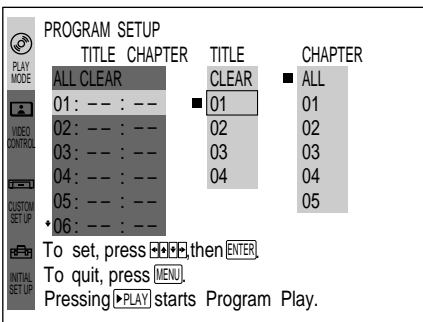 PROGRAM SETUP
TITLE CHAPTER TITLE CHAPTER
ALL CLEAR CLEAR ALL
01: -- : -- 01 01
02: -- : -- 02 02
03: -- : -- 03 03
04: -- : -- 04 04
05: -- : -- 05
06: -- : --
To set, press ,then ENTER.
To quit, press MENU.
Pressing PLAY starts Program Play.
PLAY
MODE
VIDEO
CONTROL
CUSTOM
SET UP
INITIAL
SET UP